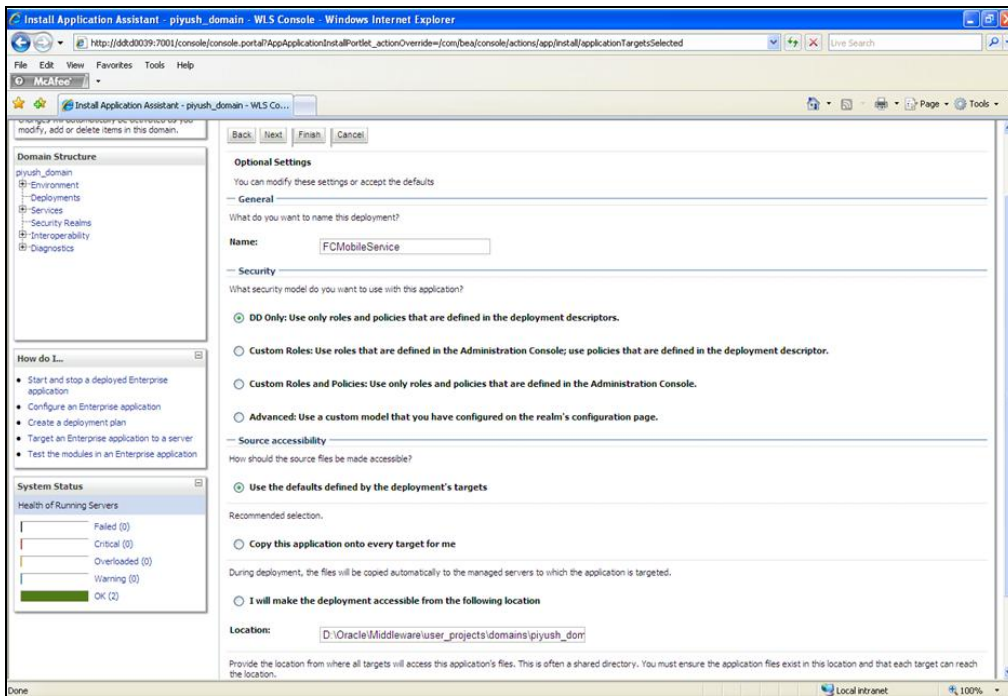 Install Application Assistant - piyush_domain - WLS Console - Windows Internet Explorer
http://ddtd0039:7001/console/console.portal?AppApplicationInstallPortlet_actionOverride=/com/bea/console/actions/app/install/applicationTargetsSelected
Live Search
File Edit View Favorites Tools Help
McAfee
Install Application Assistant - piyush_domain - WLS Co...
Page Tools
modify, add or delete items in this domain.
Domain Structure
piyush_domain
Environment
Deployments
Services
Security Realms
Interoperability
Diagnostics
How do I...
Start and stop a deployed Enterprise
application
Configure an Enterprise application
Create a deployment plan
Target an Enterprise application to a server
Test the modules in an Enterprise application
System Status
Health of Running Servers
Failed (0)
Critical (0)
Overloaded (0)
Warning (0)
OK (2)
Back Next Finish Cancel
Optional Settings
You can modify these settings or accept the defaults
General
What do you want to name this deployment?
Name: FCMobileService
Security
What security model do you want to use with this application?
DD Only: Use only roles and policies that are defined in the deployment descriptors.
Custom Roles: Use roles that are defined in the Administration Console; use policies that are defined in the deployment descriptor.
Custom Roles and Policies: Use only roles and policies that are defined in the Administration Console.
Advanced: Use a custom model that you have configured on the realm's configuration page.
Source accessibility
How should the source files be made accessible?
Use the defaults defined by the deployment's targets
Recommended selection.
Copy this application onto every target for me
During deployment, the files will be copied automatically to the managed servers to which the application is targeted.
I will make the deployment accessible from the following location
Location: D:\Oracle\Middleware\user_projects\domains\piyush_dom
Provide the location from where all targets will access this application's files. This is often a shared directory. You must ensure the application files exist in this location and that each target can reach
the location.
Done
Local intranet
100%